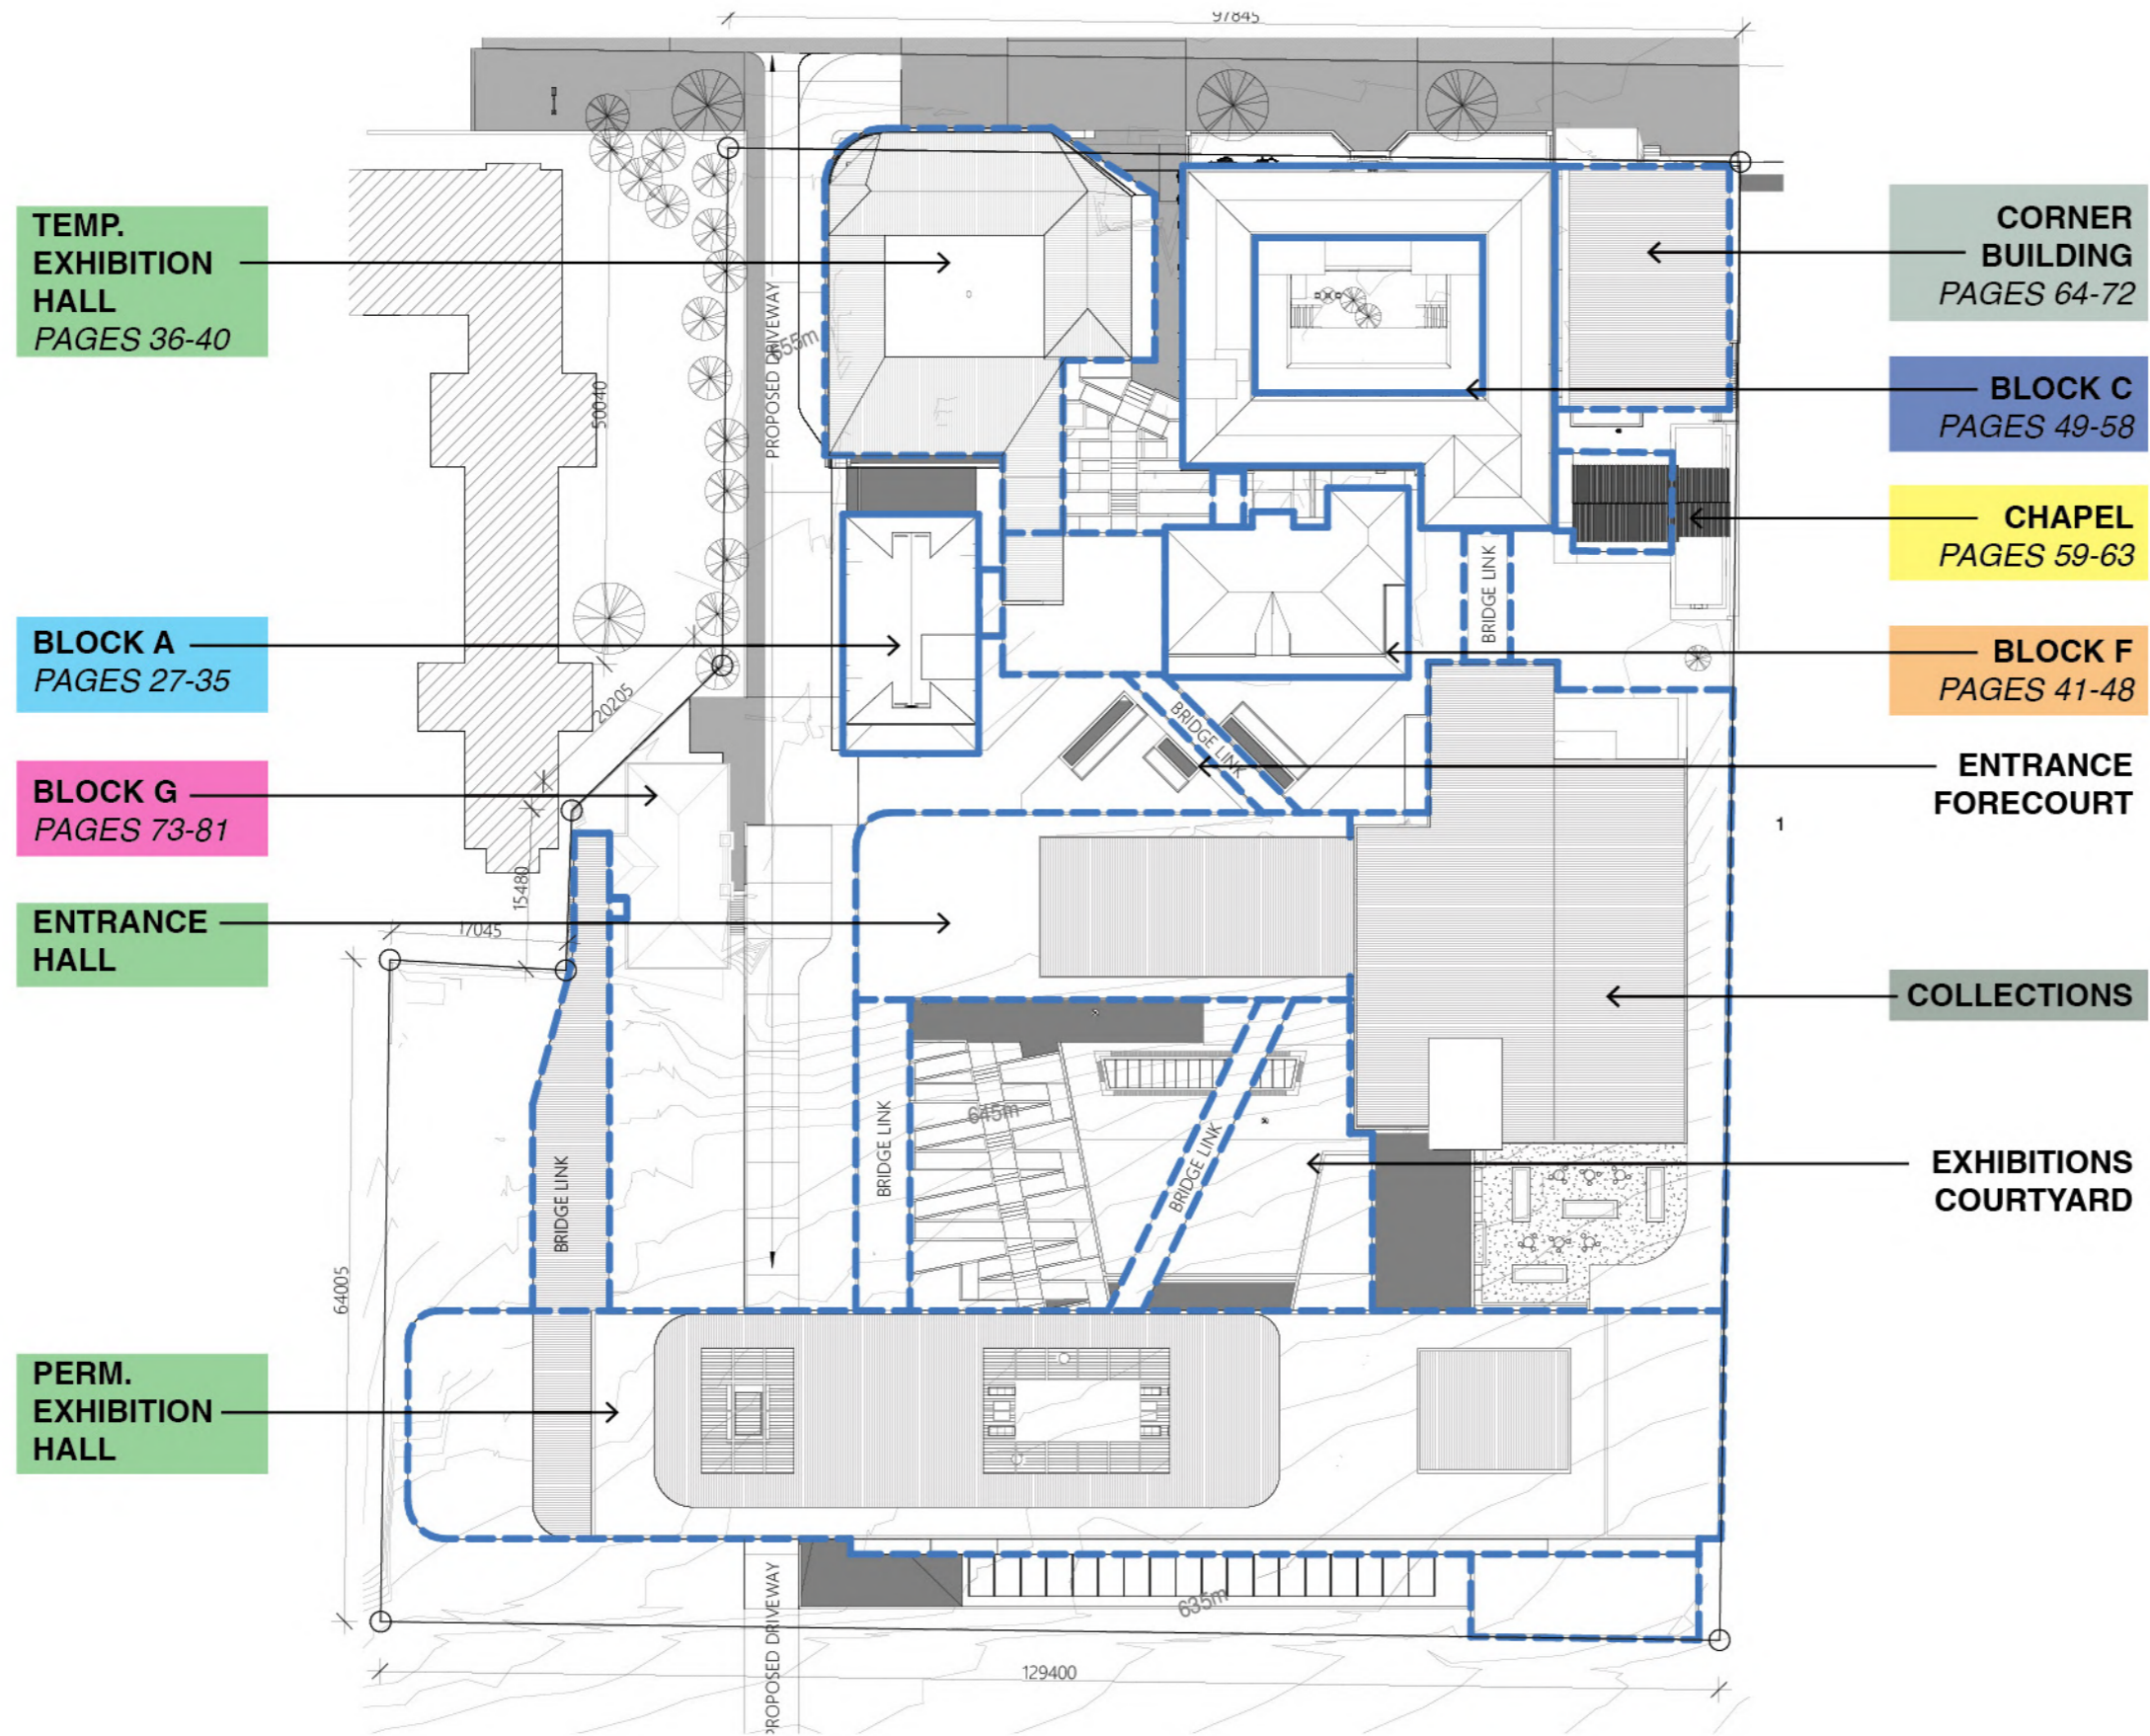 97845
TEMP.
EXHIBITION
HALL
PAGES 36-40
CORNER
BUILDING
PAGES 64-72
PROPOSED DRIVEWAY
655m
50040
BLOCK C
PAGES 49-58
CHAPEL
PAGES 59-63
BRIDGE LINK
BLOCK A
PAGES 27-35
BLOCK F
PAGES 41-48
20205
BRIDGE LINK
ENTRANCE
FORECOURT
BLOCK G
PAGES 73-81
1
15480
ENTRANCE
HALL
17045
COLLECTIONS
645m
BRIDGE LINK
BRIDGE LINK
BRIDGE LINK
EXHIBITIONS
COURTYARD
64005
PERM.
EXHIBITION
HALL
635m
PROPOSED DRIVEWAY
129400